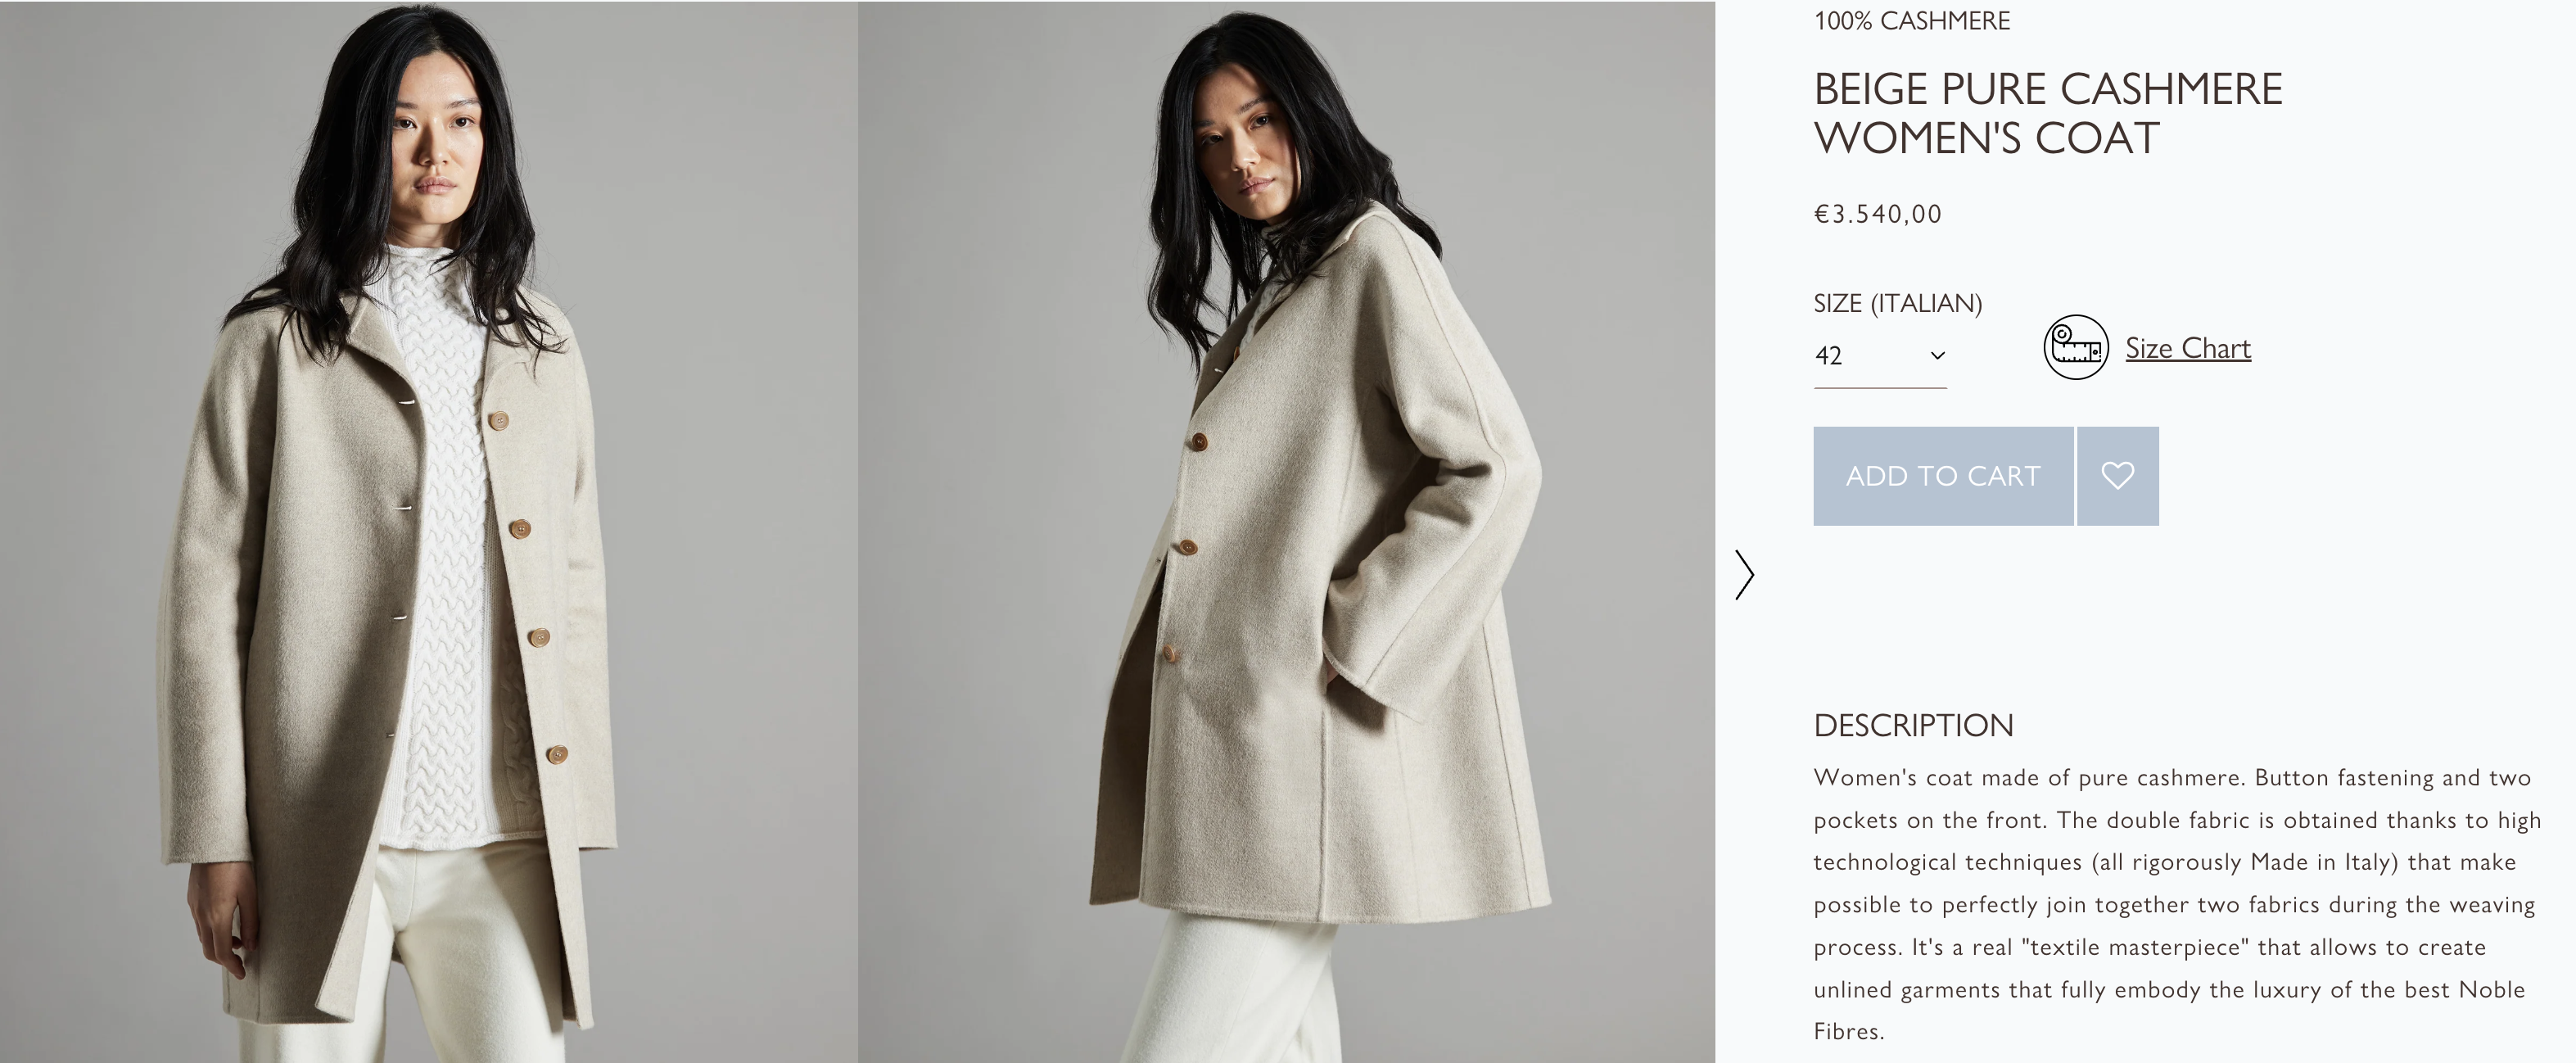 100% CASHMERE
BEIGE PURE CASHMERE
WOMEN'S COAT
€3.540,00
SIZE (ITALIAN)
42
Size Chart
ADD TO CART
DESCRIPTION
Women's coat made of pure cashmere. Button fastening and two
pockets on the front. The double fabric is obtained thanks to high
technological techniques (all rigorously Made in Italy) that make
possible to perfectly join together two fabrics during the weaving
process. It's a real "textile masterpiece" that allows to create
unlined garments that fully embody the luxury of the best Noble
Fibres.